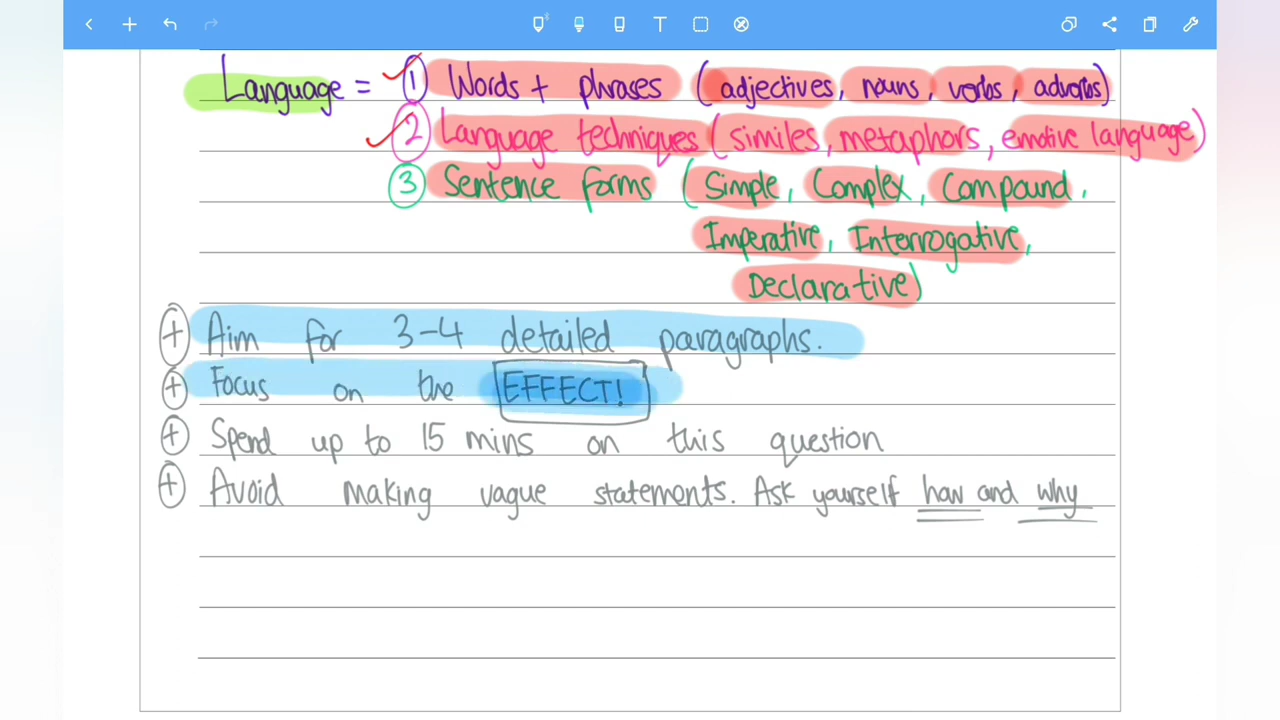 Language = ① Words + phrases (adjectives, nouns, verbs, adverbs)
② Language techniques (similes, metaphors, emotive language)
③ Sentence forms (Simple, Complex, Compound,
Imperative, Interrogative,
Declarative)
+ Aim for 3-4 detailed paragraphs.
+ Focus on the EFFECT!
+ Spend up to 15 mins on this question
+ Avoid making vague statements. Ask yourself how and why